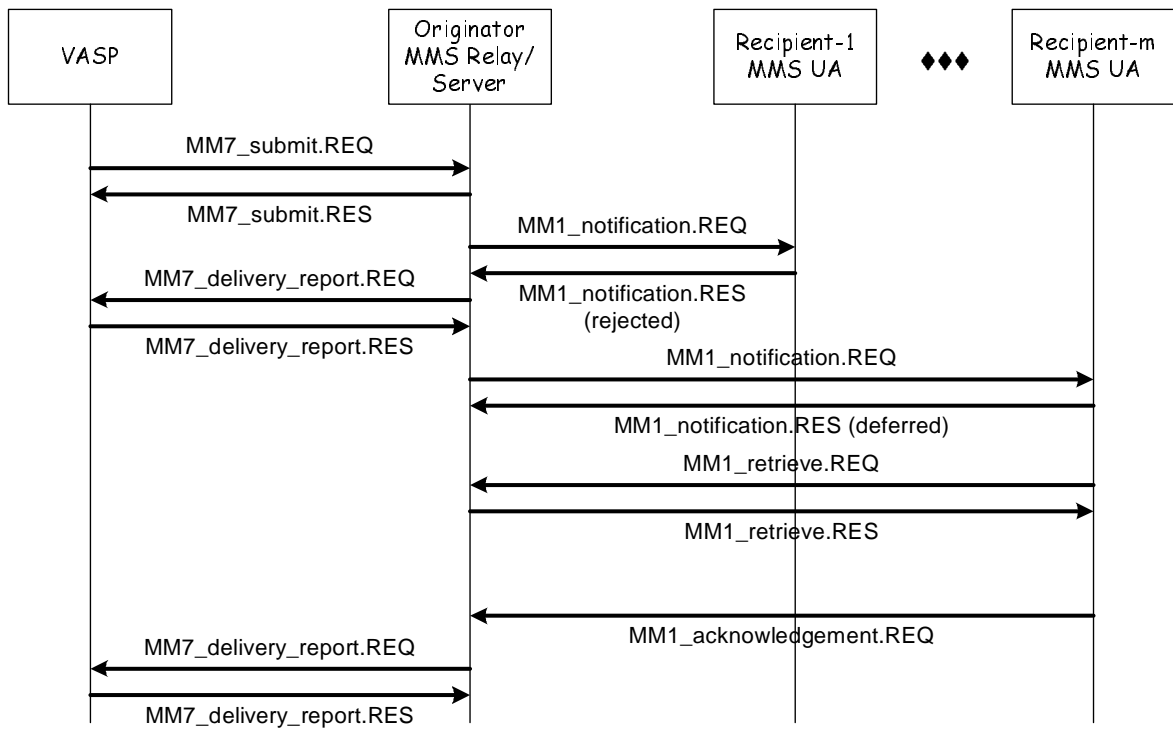 VASP
Originator
MMS Relay/
Server
Recipient-1
MMS UA
Recipient-m
MMS UA
MM7_submit.REQ
MM7_submit.RES
MM1_notification.REQ
MM7_delivery_report.REQ
MM1_notification.RES
(rejected)
MM7_delivery_report.RES
MM1_notification.REQ
MM1_notification.RES (deferred)
MM1_retrieve.REQ
MM1_retrieve.RES
MM1_acknowledgement.REQ
MM7_delivery_report.REQ
MM7_delivery_report.RES